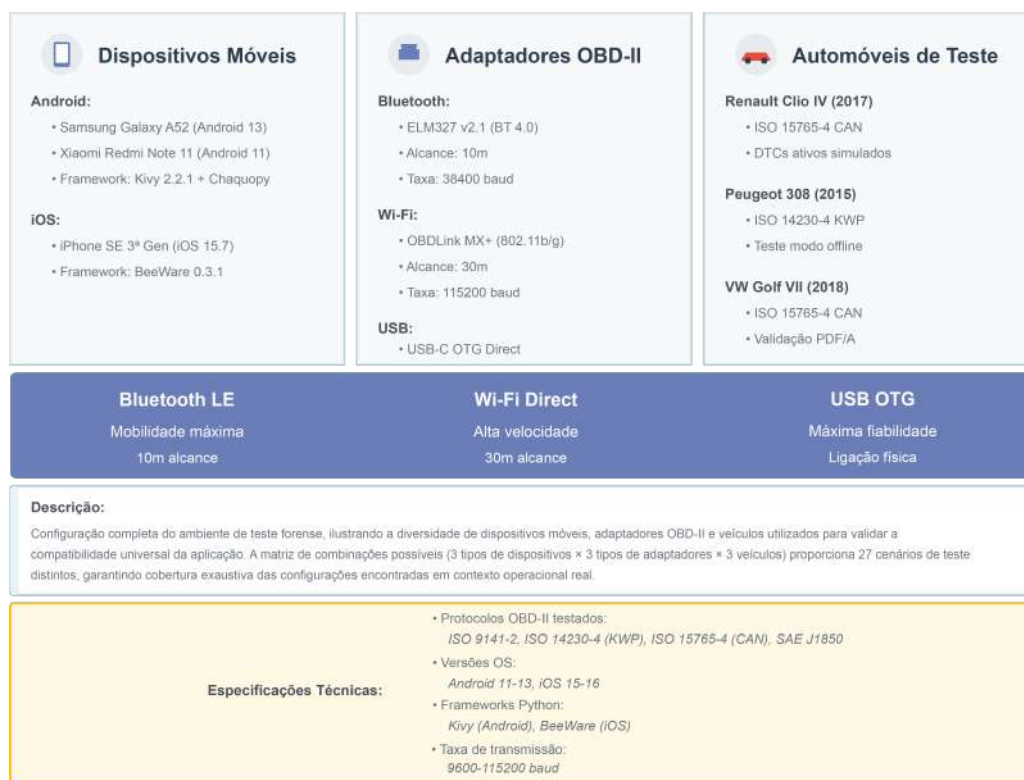 Dispositivos Móveis
Android:
• Samsung Galaxy A52 (Android 13)
• Xiaomi Redmi Note 11 (Android 11)
• Framework: Kivy 2.2.1 + Chaquopy
iOS:
• iPhone SE 3ª Gen (iOS 15.7)
• Framework: BeeWare 0.3.1
Adaptadores OBD-II
Bluetooth:
• ELM327 v2.1 (BT 4.0)
• Alcance: 10m
• Taxa: 38400 baud
Wi-Fi:
• OBDLink MX+ (802.11b/g)
• Alcance: 30m
• Taxa: 115200 baud
USB:
• USB-C OTG Direct
Automóveis de Teste
Renault Clio IV (2017)
• ISO 15765-4 CAN
• DTCs ativos simulados
Peugeot 308 (2015)
• ISO 14230-4 KWP
• Teste modo offline
VW Golf VII (2018)
• ISO 15765-4 CAN
• Validação PDF/A
Bluetooth LE
Mobilidade máxima
10m alcance
Wi-Fi Direct
Alta velocidade
30m alcance
USB OTG
Máxima fiabilidade
Ligação física
Descrição:
Configuração completa do ambiente de teste forense, ilustrando a diversidade de dispositivos móveis, adaptadores OBD-II e veículos utilizados para validar a
compatibilidade universal da aplicação. A matriz de combinações possíveis (3 tipos de dispositivos × 3 tipos de adaptadores × 3 veículos) proporciona 27 cenários de teste
distintos, garantindo cobertura exaustiva das configurações encontradas em contexto operacional real.
Especificações Técnicas:
• Protocolos OBD-II testados:
ISO 9141-2, ISO 14230-4 (KWP), ISO 15765-4 (CAN), SAE J1850
• Versões OS:
Android 11-13, iOS 15-16
• Frameworks Python:
Kivy (Android), BeeWare (iOS)
• Taxa de transmissão:
9600-115200 baud